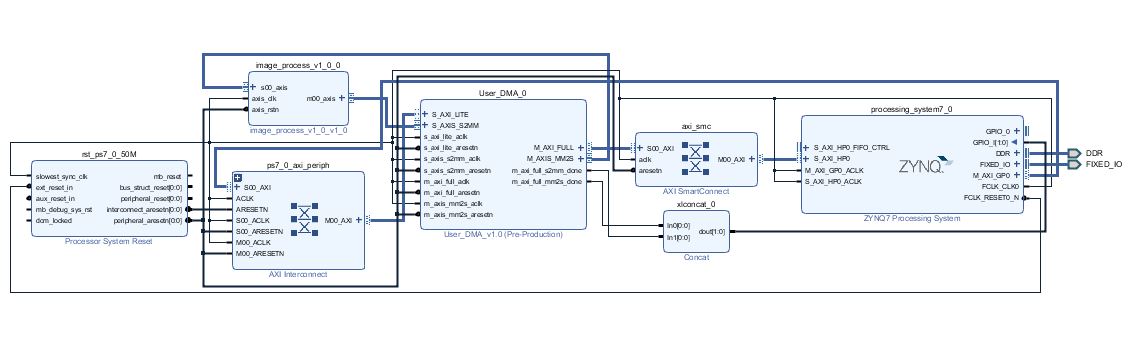 image_process_v1_0_0
s00_axis
axis_clk
axis_rstn
m00_axis
image_process_v1_0_v1_0
rst_ps7_0_50M
slowest_sync_clk
ext_reset_in
aux_reset_in
mb_debug_sys_rst
dcm_locked
mb_reset
bus_struct_reset[0:0]
peripheral_reset[0:0]
interconnect_aresetn[0:0]
peripheral_aresetn[0:0]
Processor System Reset
ps7_0_axi_periph
S00_AXI
ACLK
ARESETN
S00_ACLK
S00_ARESETN
M00_ACLK
M00_ARESETN
M00_AXI
AXI Interconnect
User_DMA_0
S_AXI_LITE
S_AXIS_S2MM
s_axi_lite_aclk
s_axi_lite_aresetn
s_axis_s2mm_aclk
s_axis_s2mm_aresetn
m_axi_full_aclk
m_axi_full_aresetn
m_axis_mm2s_aclk
m_axis_mm2s_aresetn
M_AXI_FULL
M_AXIS_MM2S
m_axi_full_s2mm_done
m_axi_full_mm2s_done
User_DMA_v1.0 (Pre-Production)
axi_smc
S00_AXI
aclk
aresetn
M00_AXI
AXI SmartConnect
xlconcat_0
In0[0:0]
In1[0:0]
dout[1:0]
Concat
processing_system7_0
S_AXI_HP0_FIFO_CTRL
S_AXI_HP0
M_AXI_GP0_ACLK
S_AXI_HP0_ACLK
ZYNQ
GPIO_0
GPIO_I[1:0]
DDR
FIXED_IO
M_AXI_GP0
FCLK_CLK0
FCLK_RESET0_N
ZYNQ7 Processing System
DDR
FIXED_IO